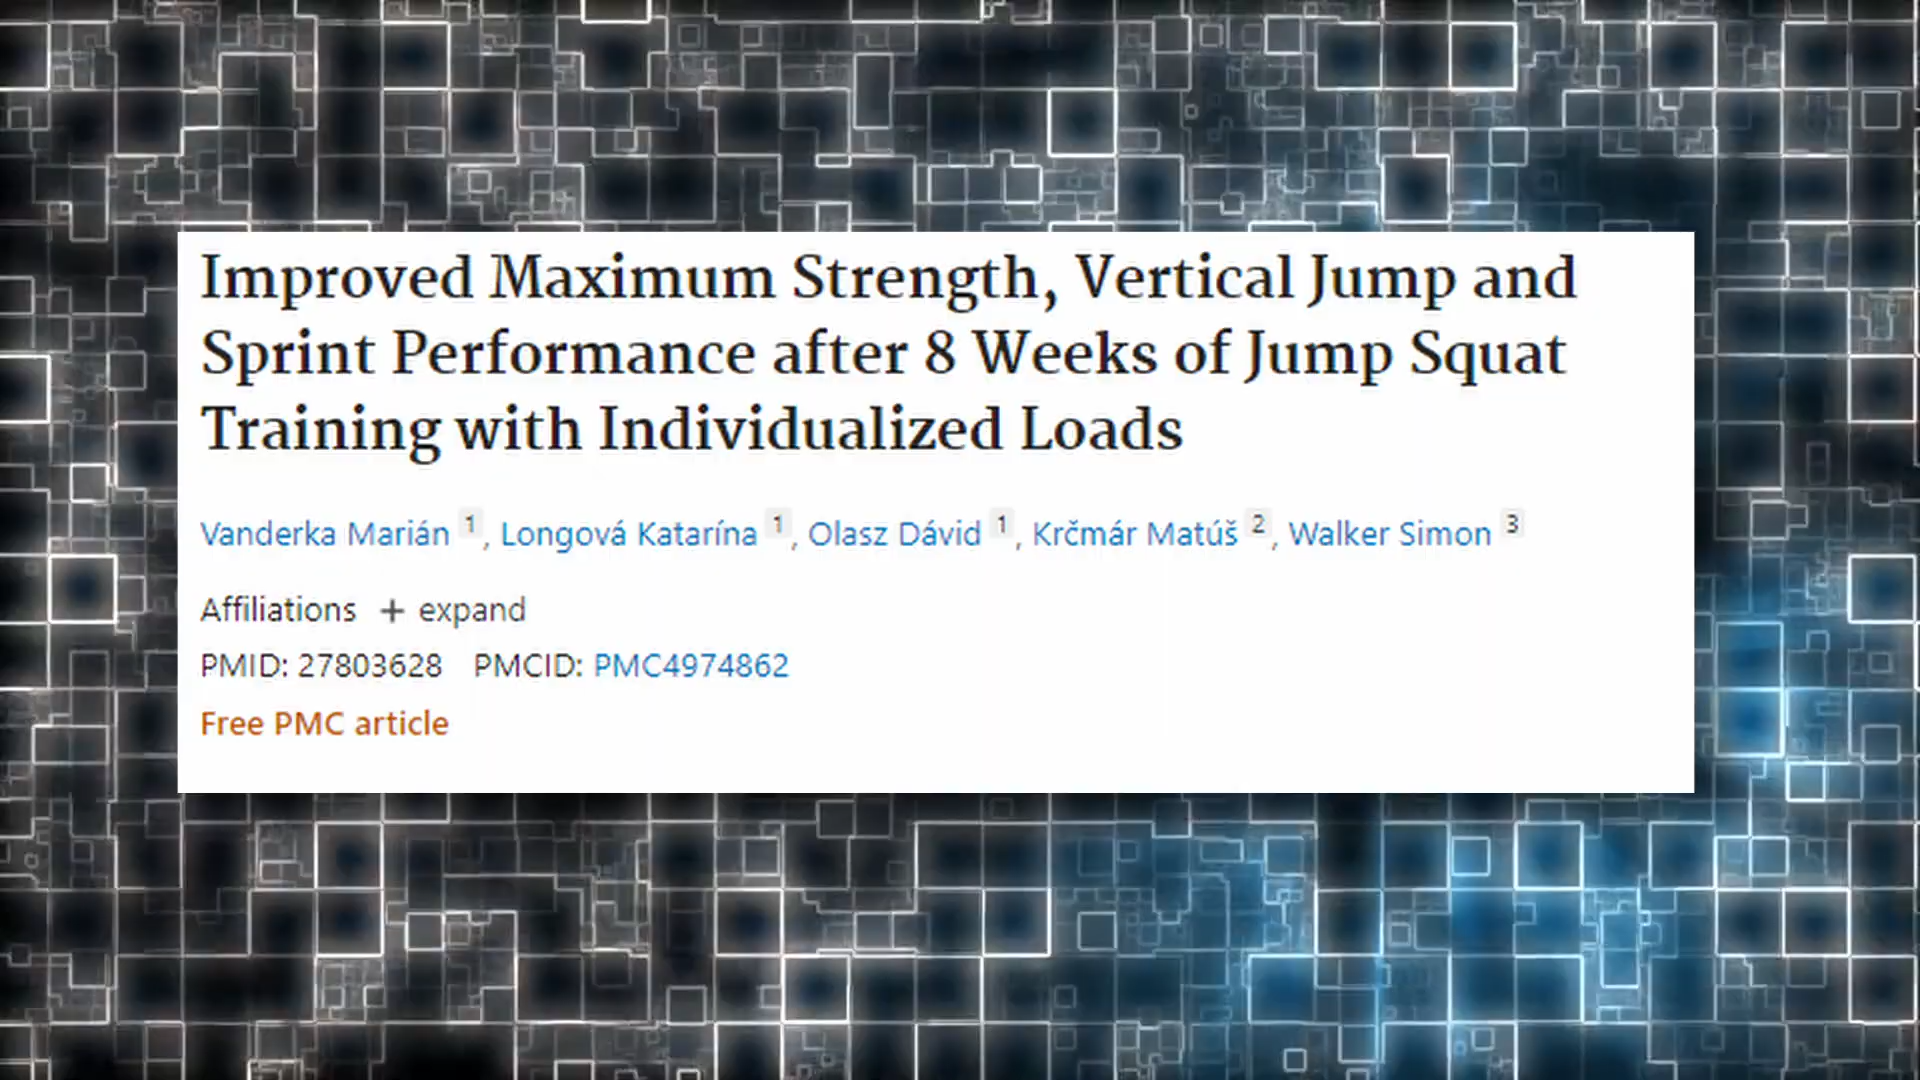 Improved Maximum Strength, Vertical Jump and
Sprint Performance after 8 Weeks of Jump Squat
Training with Individualized Loads
Vanderka Marián 1, Longová Katarína 1, Olasz Dávid 1, Krčmár Matúš 2, Walker Simon 3
Affiliations + expand
PMID: 27803628 PMCID: PMC4974862
Free PMC article